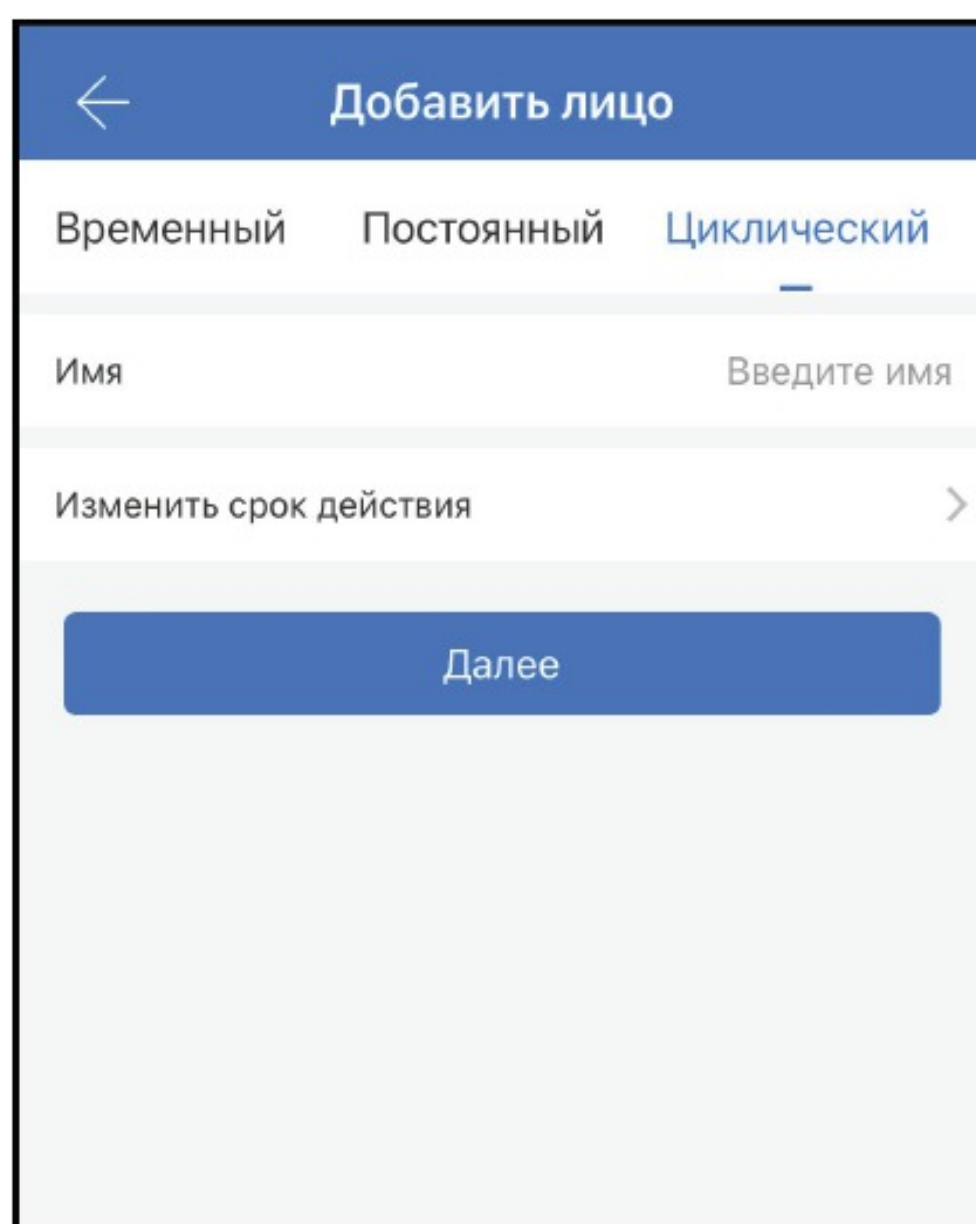 Добавить лицо
Временный Постоянный Циклический
Имя Введите имя
Изменить срок действия
Далее